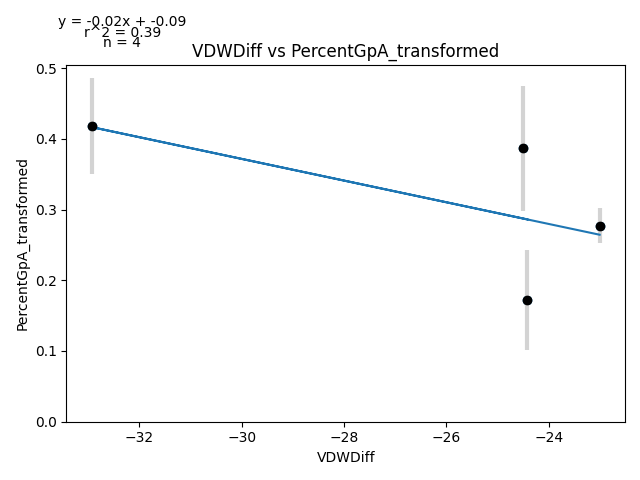 y = -0.02x + -0.09
r^2 = 0.39
n = 4
VDWDiff vs PercentGpA_transformed
PercentGpA_transformed
0.5
0.4
0.3
0.2
0.1
0.0
−32
−30
−28
−26
−24
VDWDiff